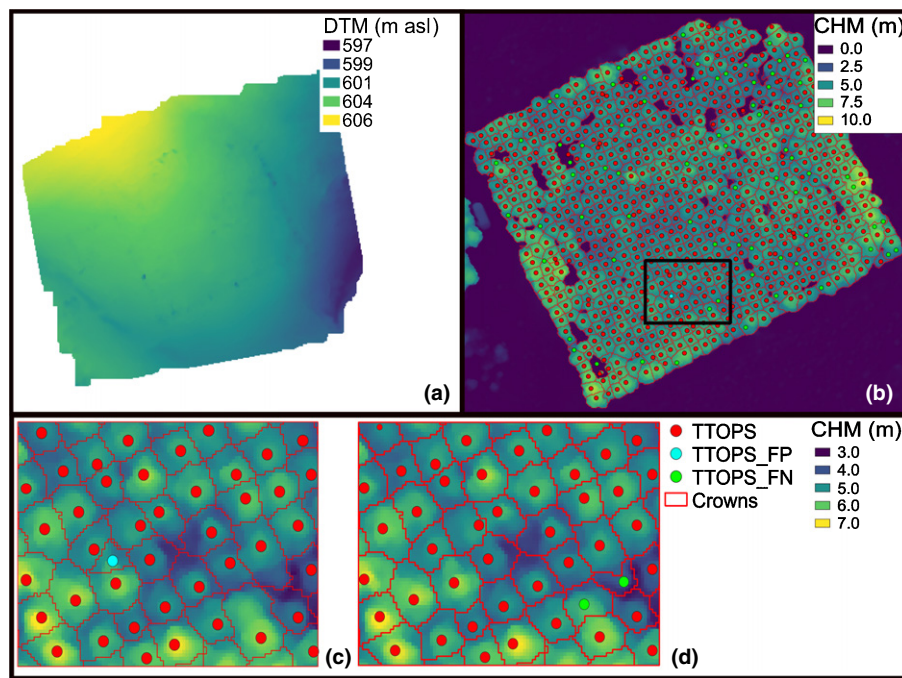 DTM (m asl)
597
599
601
604
606
(a)
CHM (m)
0.0
2.5
5.0
7.5
10.0
(b)
(c)
(d)
TTOPS
TTOPS_FP
TTOPS_FN
Crowns
CHM (m)
3.0
4.0
5.0
6.0
7.0